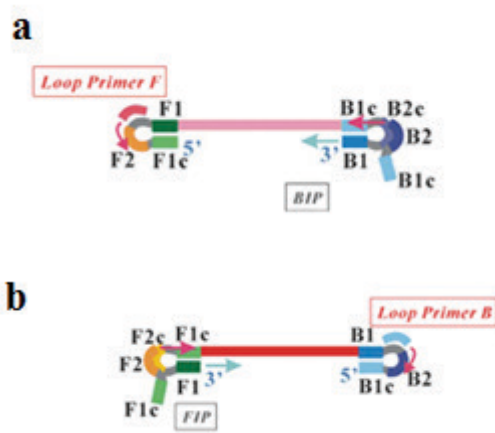 a
Loop Primer F
F1
B1c
B2c
F2
F1c
5'
3'
B1
B2
B1c
BIP
b
Loop Primer B
F2c
F1c
B1
F2
F1
3'
5'
B1c
B2
F1c
FIP